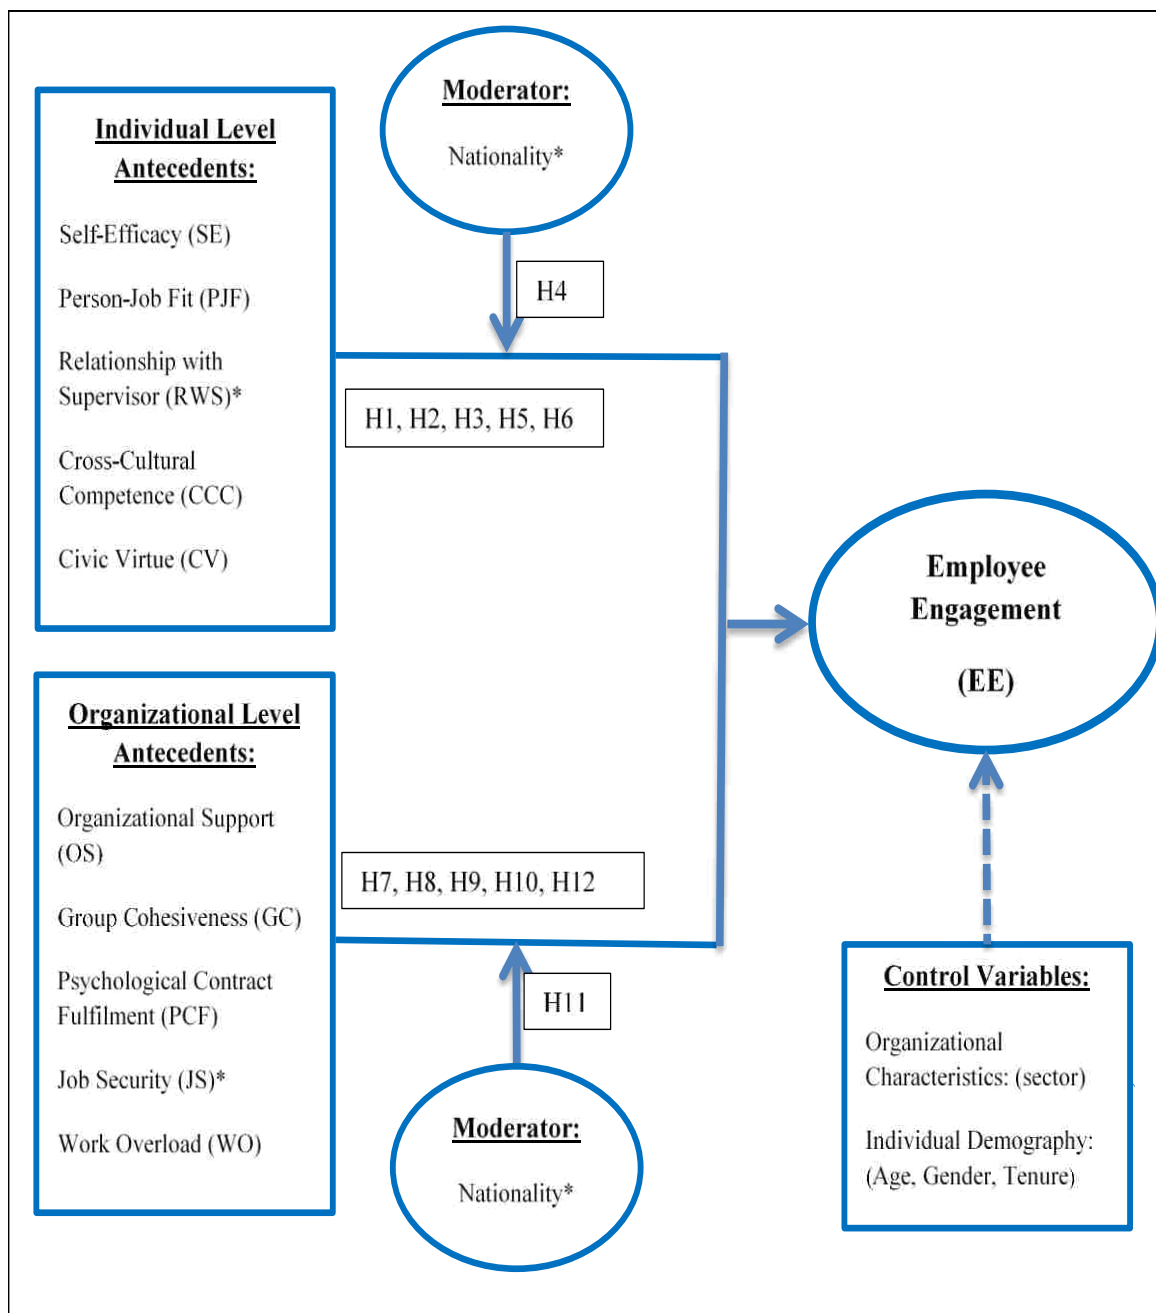 Individual Level
Antecedents:
Self-Efficacy (SE)
Person-Job Fit (PJF)
Relationship with
Supervisor (RWS)*
Cross-Cultural
Competence (CCC)
Civic Virtue (CV)
Moderator:
Nationality*
H4
H1, H2, H3, H5, H6
Employee
Engagement
(EE)
Organizational Level
Antecedents:
Organizational Support
(OS)
Group Cohesiveness (GC)
Psychological Contract
Fulfilment (PCF)
Job Security (JS)*
Work Overload (WO)
H7, H8, H9, H10, H12
H11
Moderator:
Nationality*
Control Variables:
Organizational
Characteristics: (sector)
Individual Demography:
(Age, Gender, Tenure)